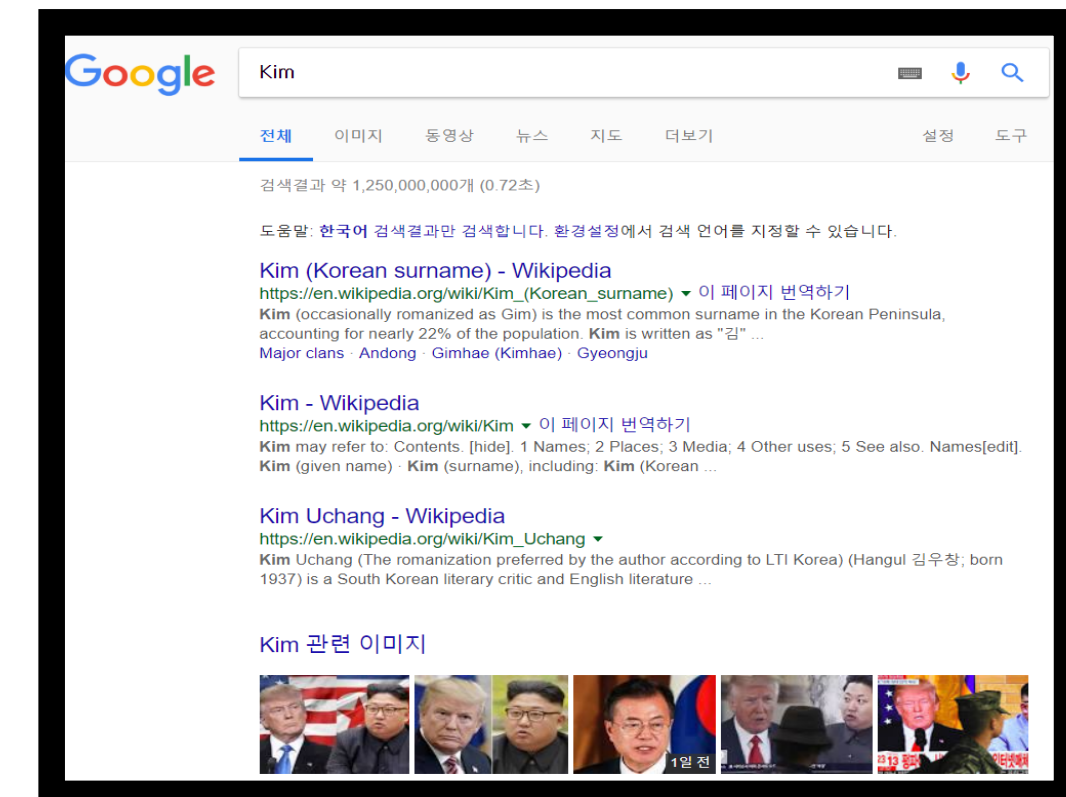 Google
Kim
전체 이미지 동영상 뉴스 지도 더보기 설정 도구
검색결과 약 1,250,000,000개 (0.72초)
도움말: 한국어 검색결과만 검색합니다. 환경설정에서 검색 언어를 지정할 수 있습니다.
Kim (Korean surname) - Wikipedia
https://en.wikipedia.org/wiki/Kim_(Korean_surname) ▾ 이 페이지 번역하기
Kim (occasionally romanized as Gim) is the most common surname in the Korean Peninsula,
accounting for nearly 22% of the population. Kim is written as "김" ...
Major clans · Andong · Gimhae (Kimhae) · Gyeongju
Kim - Wikipedia
https://en.wikipedia.org/wiki/Kim ▾ 이 페이지 번역하기
Kim may refer to: Contents. [hide]. 1 Names; 2 Places; 3 Media; 4 Other uses; 5 See also. Names[edit].
Kim (given name) · Kim (surname), including: Kim (Korean ...
Kim Uchang - Wikipedia
https://en.wikipedia.org/wiki/Kim_Uchang ▾
Kim Uchang (The romanization preferred by the author according to LTI Korea) (Hangul 김우창; born
1937) is a South Korean literary critic and English literature ...
Kim 관련 이미지
1일 전